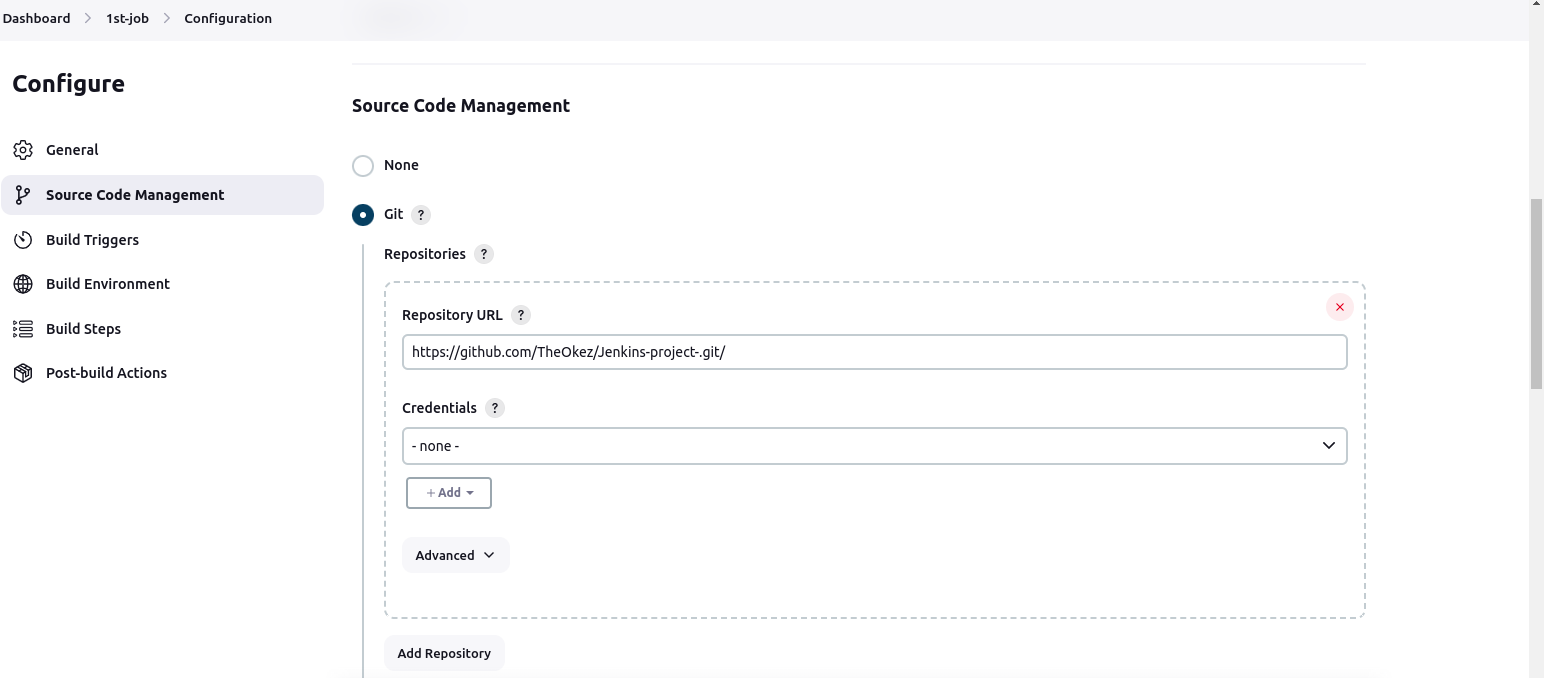 Dashboard > 1st-job > Configuration
Configure
General
Source Code Management
Build Triggers
Build Environment
Build Steps
Post-build Actions
Source Code Management
None
Git ?
Repositories ?
Repository URL ?
https://github.com/TheOkez/Jenkins-project-.git/
Credentials ?
- none -
+ Add
Advanced
Add Repository